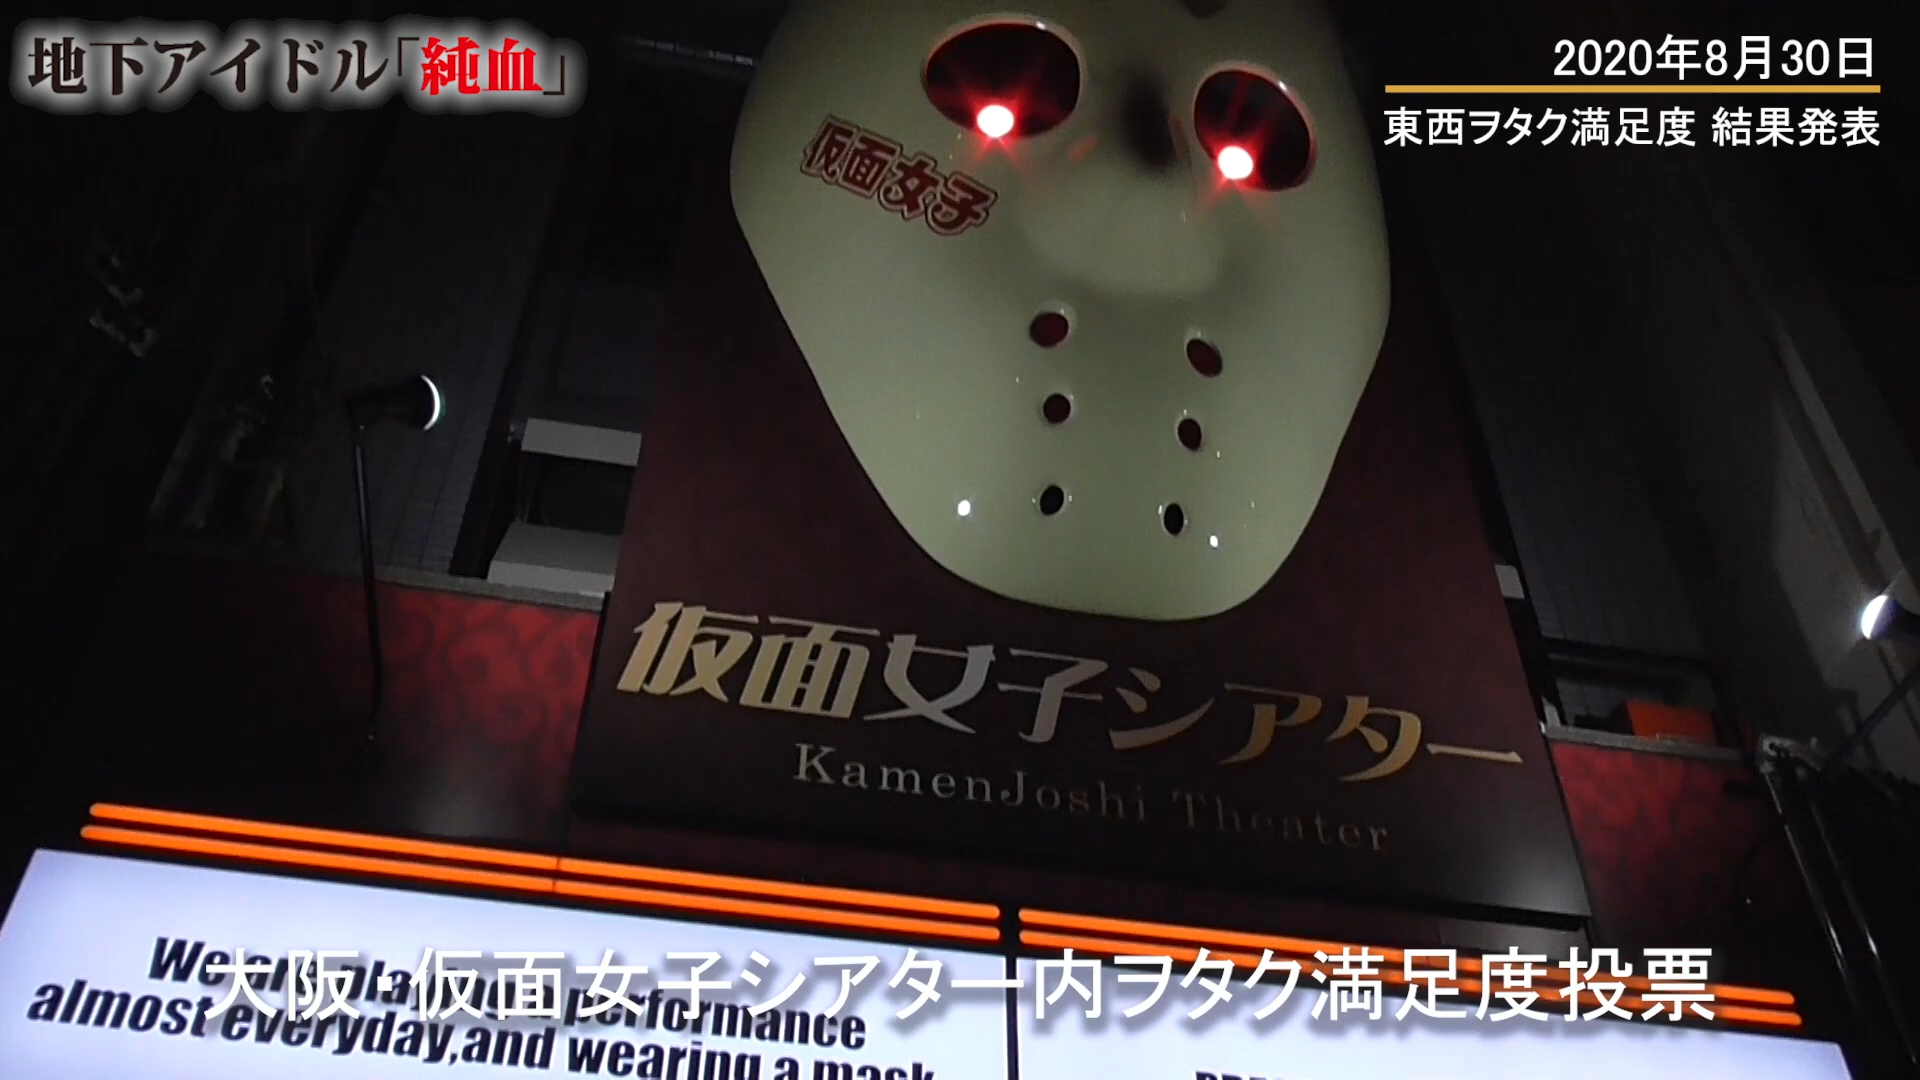 地下アイドル「純血」
2020年8月30日
東西ヲタク満足度 結果発表
仮面女子
仮面女子シアター
KamenJoshi Theater
大阪・仮面女子シアター内ヲタク満足度投票
We are playing a performance
almost everyday,and wearing a mask